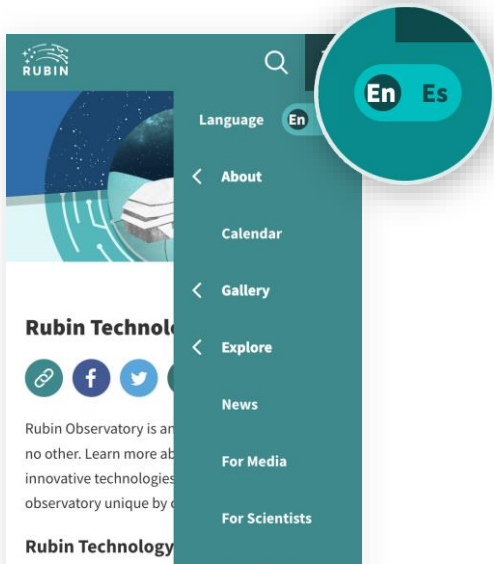 RUBIN
En Es
Language En
About
Calendar
Gallery
Explore
News
For Media
For Scientists
Rubin Technol
Rubin Observatory is an
no other. Learn more ab
innovative technologies
observatory unique by
Rubin Technology